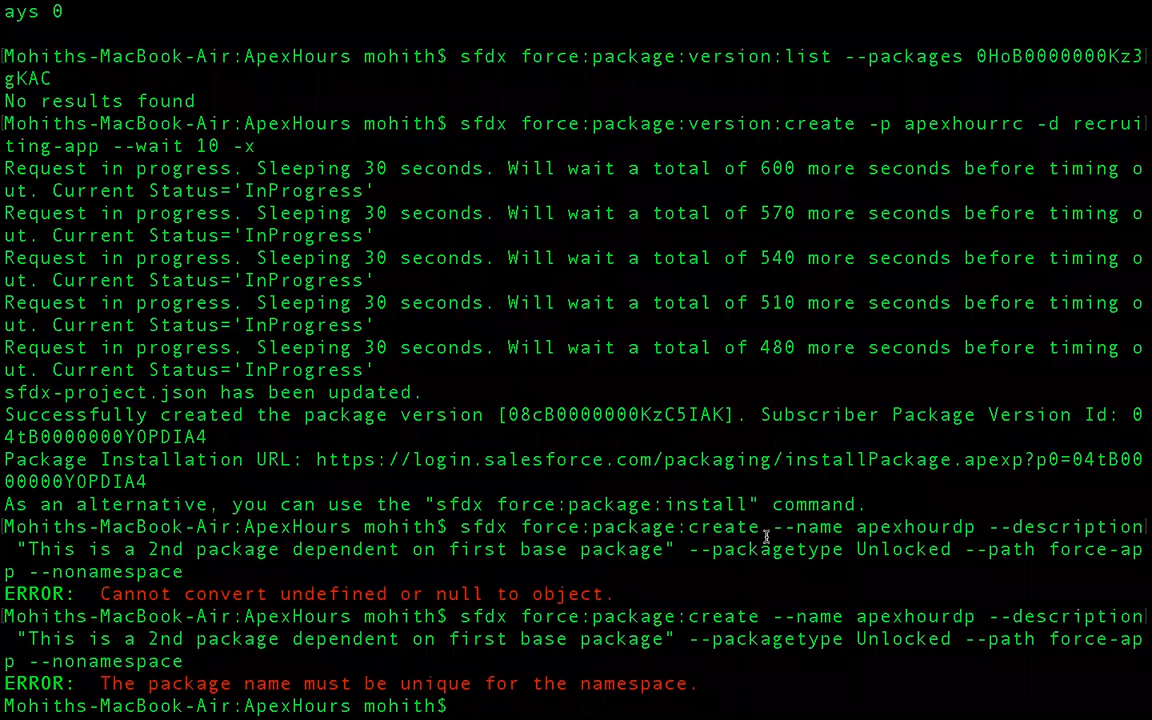 ays 0
Mohiths-MacBook-Air:ApexHours mohith$ sfdx force:package:version:list --packages 0HoB0000000Kz3
gKAC
No results found
Mohiths-MacBook-Air:ApexHours mohith$ sfdx force:package:version:create -p apexhourrc -d recrui
ting-app --wait 10 -x
Request in progress. Sleeping 30 seconds. Will wait a total of 600 more seconds before timing o
ut. Current Status='InProgress'
Request in progress. Sleeping 30 seconds. Will wait a total of 570 more seconds before timing o
ut. Current Status='InProgress'
Request in progress. Sleeping 30 seconds. Will wait a total of 540 more seconds before timing o
ut. Current Status='InProgress'
Request in progress. Sleeping 30 seconds. Will wait a total of 510 more seconds before timing o
ut. Current Status='InProgress'
Request in progress. Sleeping 30 seconds. Will wait a total of 480 more seconds before timing o
ut. Current Status='InProgress'
sfdx-project.json has been updated.
Successfully created the package version [08cB0000000KzC5IAK]. Subscriber Package Version Id: 0
4tB0000000YOPDIA4
Package Installation URL: https://login.salesforce.com/packaging/installPackage.apexp?p0=04tB00
00000YOPDIA4
As an alternative, you can use the "sfdx force:package:install" command.
Mohiths-MacBook-Air:ApexHours mohith$ sfdx force:package:create --name apexhourdp --description
"This is a 2nd package dependent on first base package" --packagetype Unlocked --path force-ap
p --nonamespace
ERROR: Cannot convert undefined or null to object.
Mohiths-MacBook-Air:ApexHours mohith$ sfdx force:package:create --name apexhourdp --description
"This is a 2nd package dependent on first base package" --packagetype Unlocked --path force-ap
p --nonamespace
ERROR: The package name must be unique for the namespace.
Mohiths-MacBook-Air:ApexHours mohith$